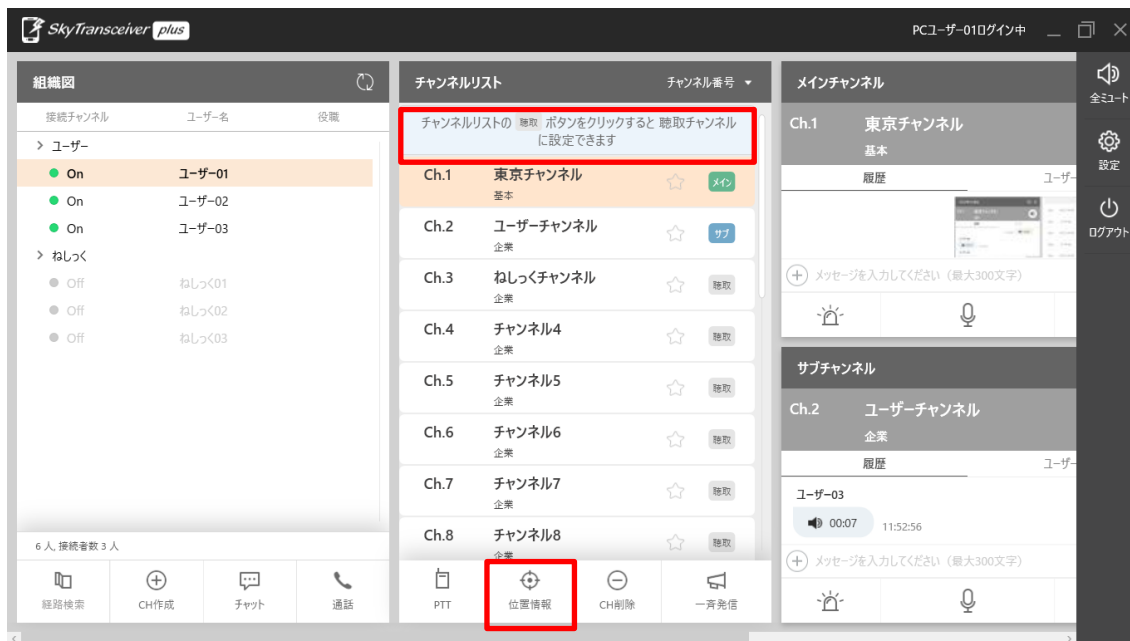 SkyTransceiver plus
PCユーザー01ログイン中
組織図
接続チャンネル ユーザー名 役職
ユーザー
On ユーザー01
On ユーザー02
On ユーザー03
ねしっく
Off ねしっく01
Off ねしっく02
Off ねしっく03
6 人, 接続者数 3 人
経路検索 CH作成 チャット 通話
チャンネルリスト チャンネル番号
チャンネルリストの 聴取 ボタンをクリックすると 聴取チャンネル
に設定できます
Ch.1 東京チャンネル メイン
基本
Ch.2 ユーザーチャンネル サブ
企業
Ch.3 ねしっくチャンネル 聴取
企業
Ch.4 チャンネル4 聴取
企業
Ch.5 チャンネル5 聴取
企業
Ch.6 チャンネル6 聴取
企業
Ch.7 チャンネル7 聴取
企業
Ch.8 チャンネル8 聴取
企業
PTT 位置情報 CH削除 一斉発信
メインチャンネル
Ch.1 東京チャンネル
基本
履歴 ユーザー
メッセージを入力してください（最大300文字）
サブチャンネル
Ch.2 ユーザーチャンネル
企業
履歴 ユーザー
ユーザー03
00:07 11:52:56
メッセージを入力してください（最大300文字）
全ミュート
設定
ログアウト